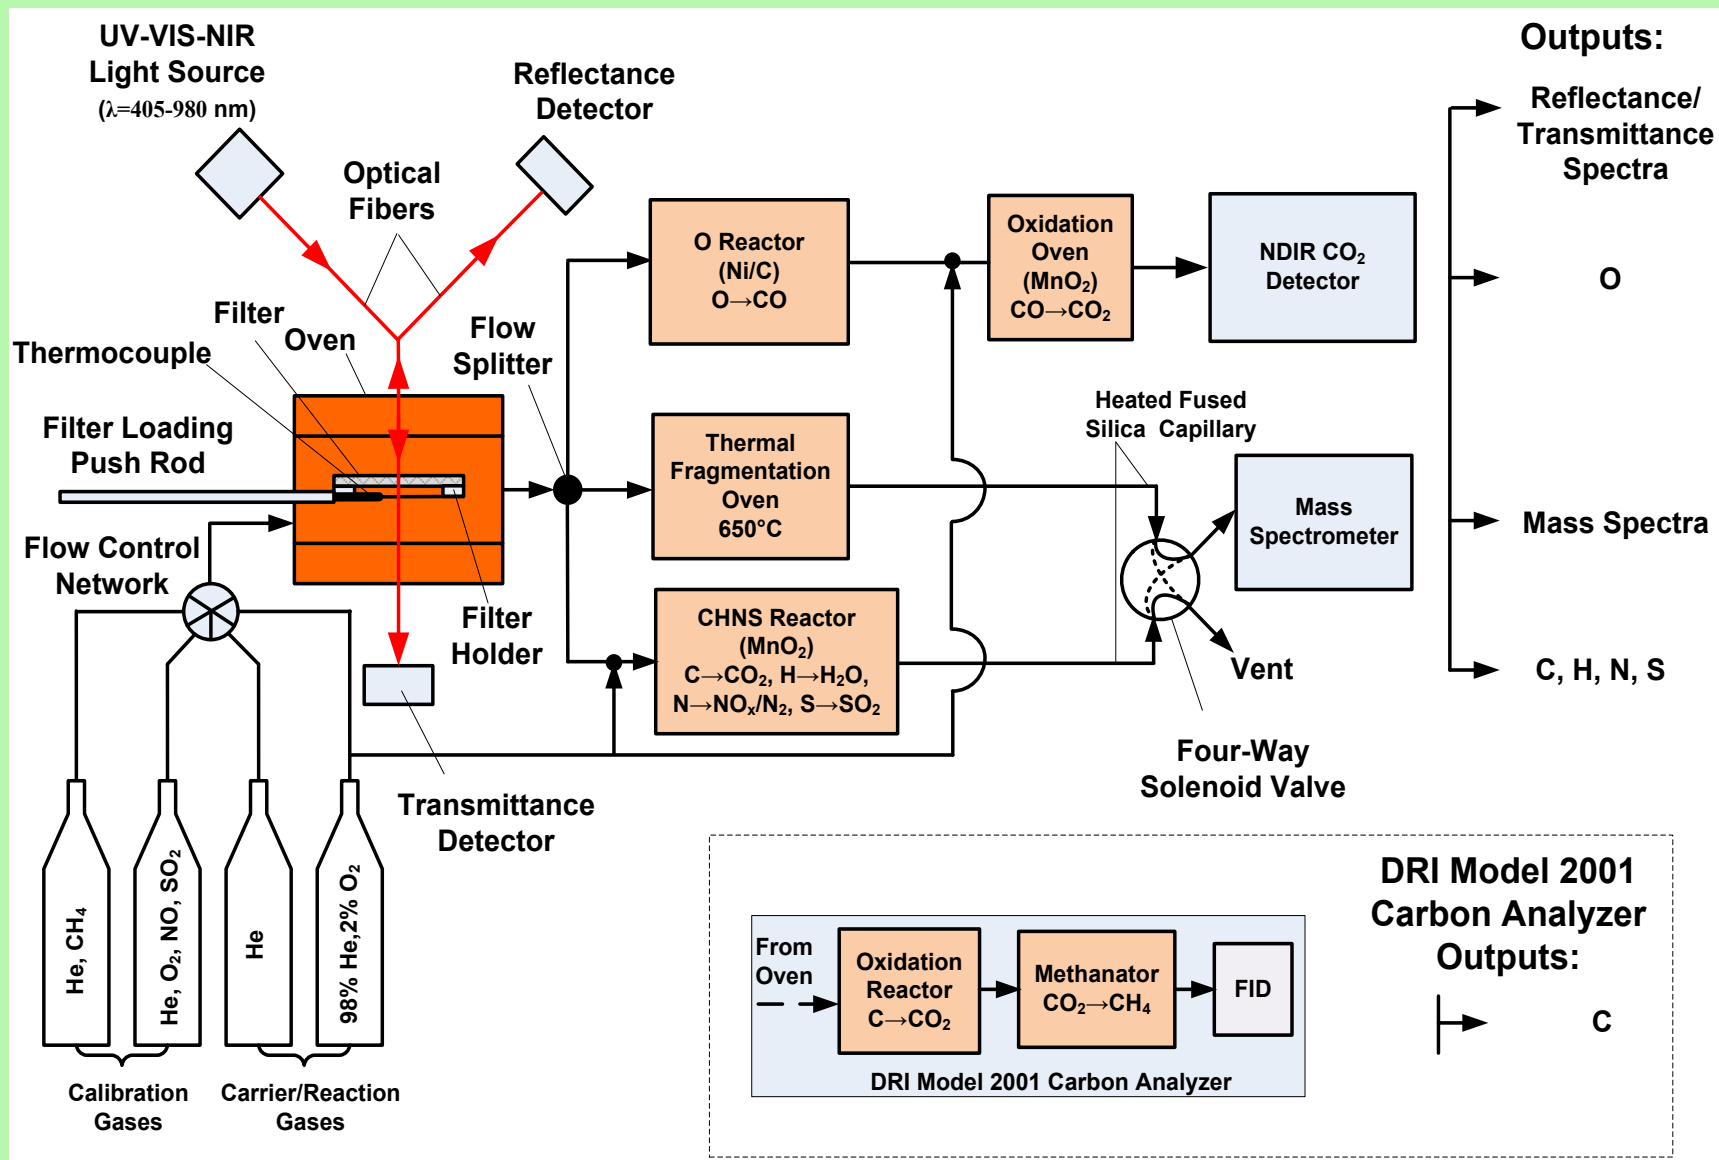 UV-VIS-NIR
Light Source
(λ=405-980 nm)
Reflectance
Detector
Outputs:
Reflectance/
Transmittance
Spectra
Optical
Fibers
O Reactor
(Ni/C)
O→CO
Oxidation
Oven
(MnO₂)
CO→CO₂
NDIR CO₂
Detector
O
Filter
Oven
Thermocouple
Flow
Splitter
Filter Loading
Push Rod
Thermal
Fragmentation
Oven
650°C
Heated Fused
Silica Capillary
Mass
Spectrometer
Mass Spectra
Flow Control
Network
Filter
Holder
CHNS Reactor
(MnO₂)
C→CO₂, H→H₂O,
N→NOₓ/N₂, S→SO₂
Vent
C, H, N, S
Four-Way
Solenoid Valve
Transmittance
Detector
He, CH₄
He, O₂, NO, SO₂
He
98% He,2% O₂
Calibration
Gases
Carrier/Reaction
Gases
DRI Model 2001
Carbon Analyzer
Outputs:
C
From
Oven
Oxidation
Reactor
C→CO₂
Methanator
CO₂→CH₄
FID
DRI Model 2001 Carbon Analyzer